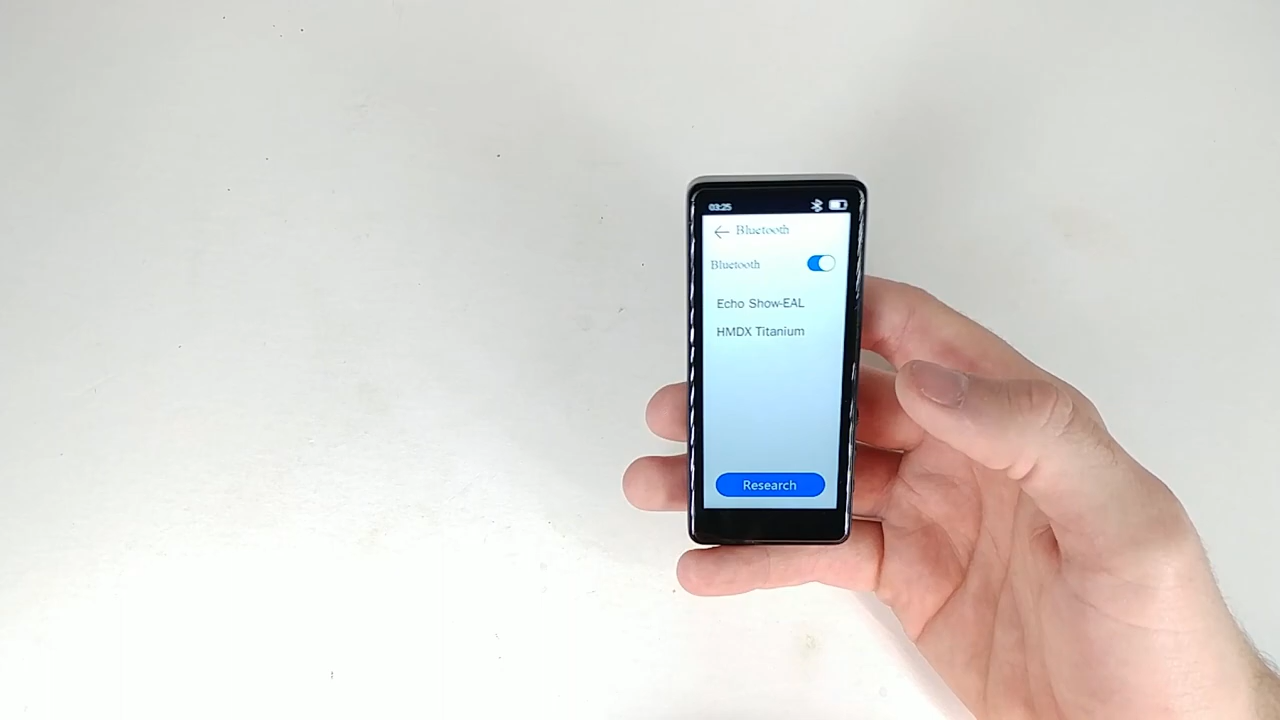 03:25
Bluetooth
Bluetooth
Echo Show-EAL
HMDX Titanium
Research